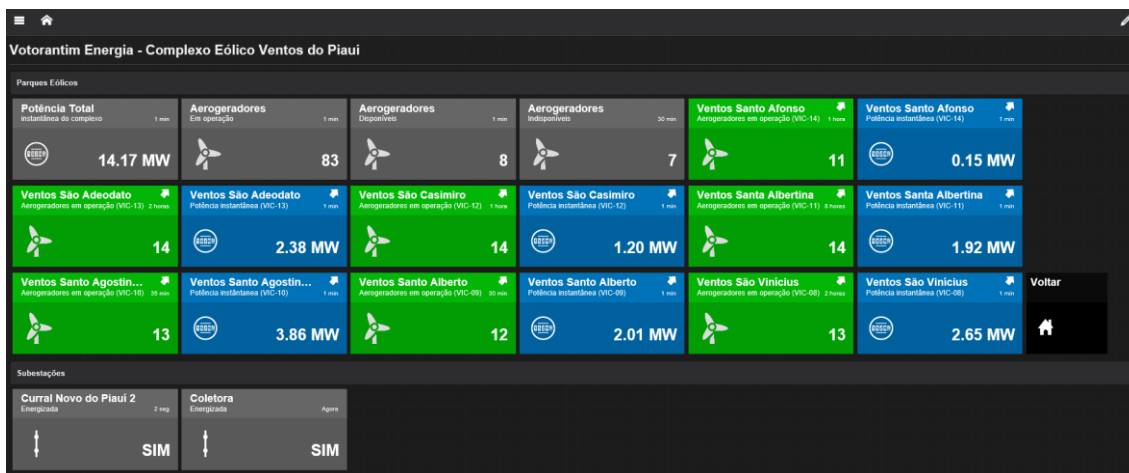 Votorantim Energia - Complexo Eólico Ventos do Piauí
Parques Eólicos
Potência Total
instantânea do complexo 1 min
14.17 MW
Aerogeradores
Em operação 1 min
83
Aerogeradores
Disponíveis 1 min
8
Aerogeradores
Indisponíveis 30 min
7
Ventos Santo Afonso
Aerogeradores em operação (VIC-14) 1 hora
11
Ventos Santo Afonso
Potência instantânea (VIC-14) 1 min
0.15 MW
Ventos São Adeodato
Aerogeradores em operação (VIC-13) 2 horas
14
Ventos São Adeodato
Potência instantânea (VIC-13) 1 min
2.38 MW
Ventos São Casimiro
Aerogeradores em operação (VIC-12) 1 hora
14
Ventos São Casimiro
Potência instantânea (VIC-12) 1 min
1.20 MW
Ventos Santa Albertina
Aerogeradores em operação (VIC-11) 8 horas
14
Ventos Santa Albertina
Potência instantânea (VIC-11) 1 min
1.92 MW
Ventos Santo Agostin...
Aerogeradores em operação (VIC-10) 35 min
13
Ventos Santo Agostin...
Potência instântanea (VIC-10) 1 min
3.86 MW
Ventos Santo Alberto
Aerogeradores em operação (VIC-09) 30 min
12
Ventos Santo Alberto
Potência instantânea (VIC-09) 1 min
2.01 MW
Ventos São Vinicius
Aerogeradores em operação (VIC-08) 2 horas
13
Ventos São Vinicius
Potência instantânea (VIC-08) 1 min
2.65 MW
Voltar
Subestações
Curral Novo do Piauí 2
Energizada 2 seg
SIM
Coletora
Energizada Agora
SIM